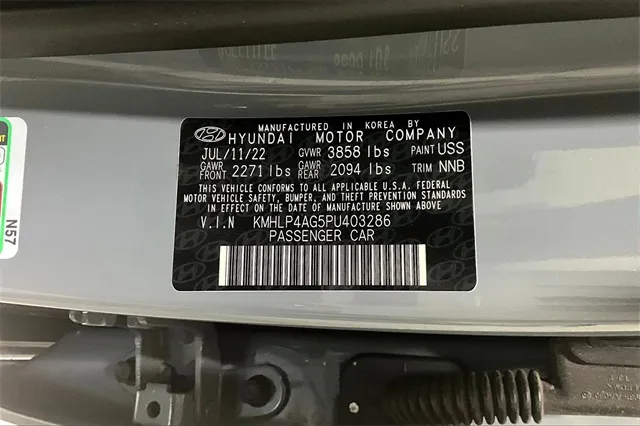 MANUFACTURED IN KOREA BY
HYUNDAI MOTOR COMPANY
JUL/11/22 GVWR 3858 lbs PAINT USS
GAWR FRONT 2271 lbs GAWR REAR 2094 lbs TRIM NNB
THIS VEHICLE CONFORMS TO ALL APPLICABLE U.S.A. FEDERAL
MOTOR VEHICLE SAFETY, BUMPER, AND THEFT PREVENTION STANDARDS
IN EFFECT ON THE DATE OF MANUFACTURE SHOWN ABOVE.
V.I.N KMHLP4AG5PU403286
PASSENGER CAR
N57